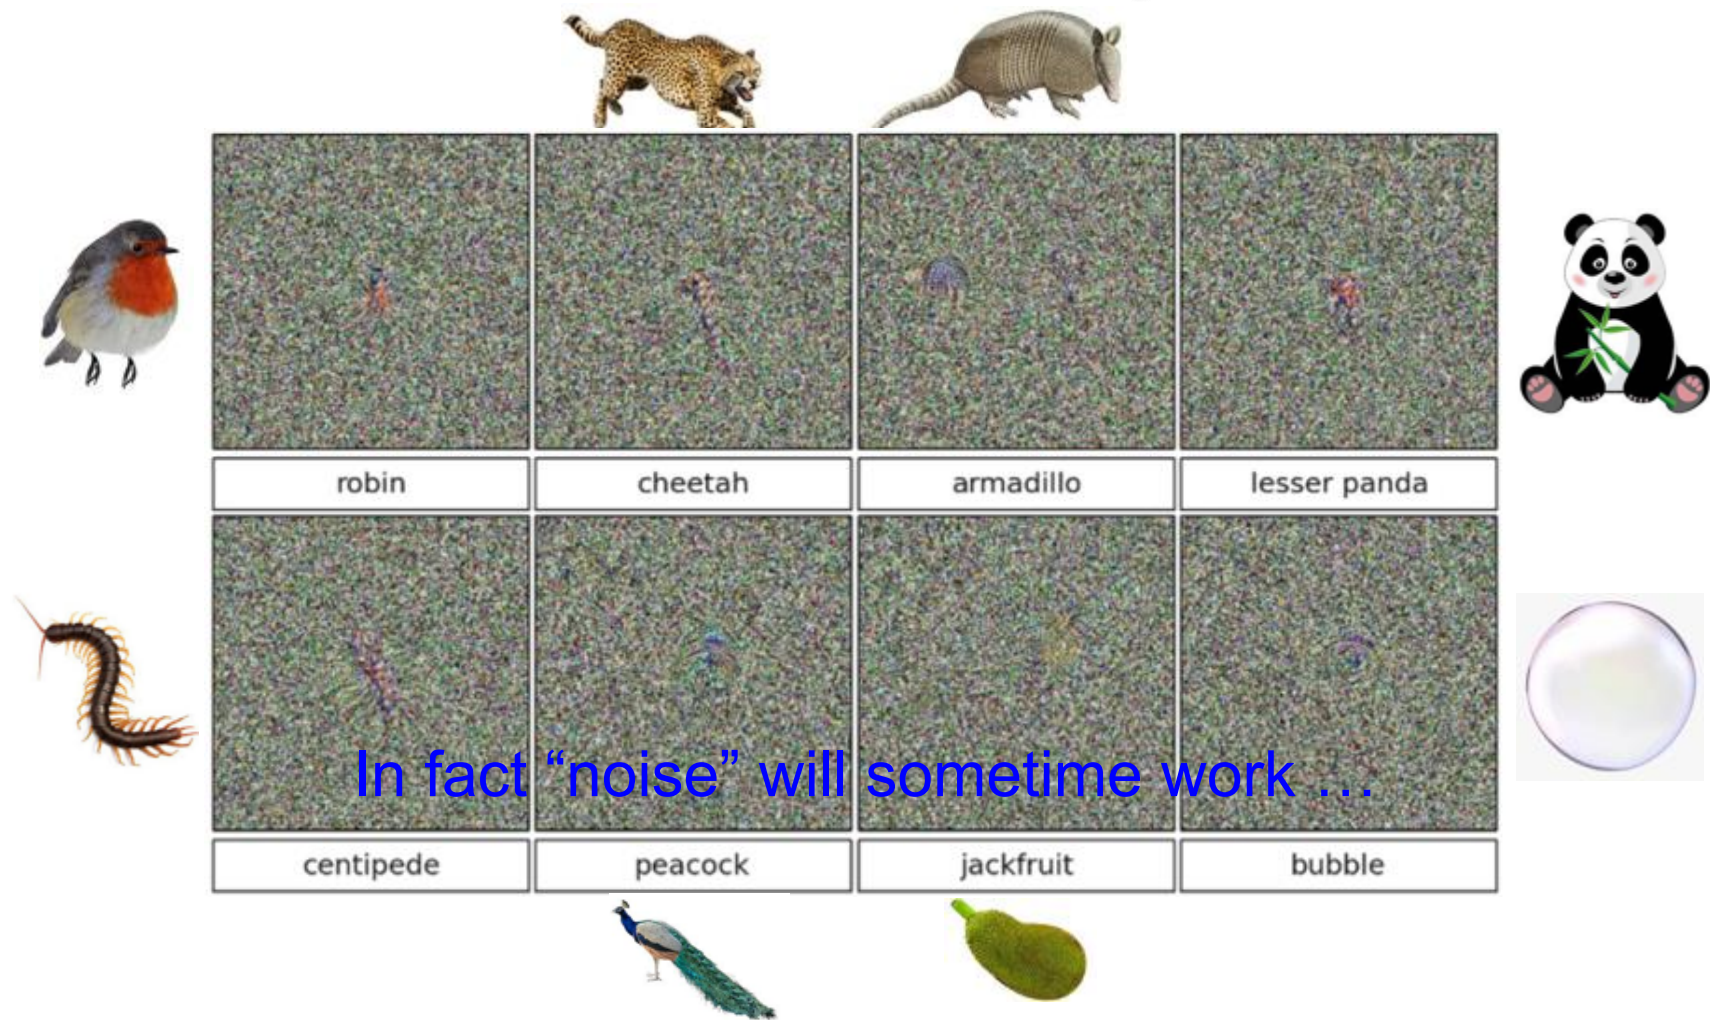 robin
cheetah
armadillo
lesser panda
In fact “noise” will sometime work …
centipede
peacock
jackfruit
bubble